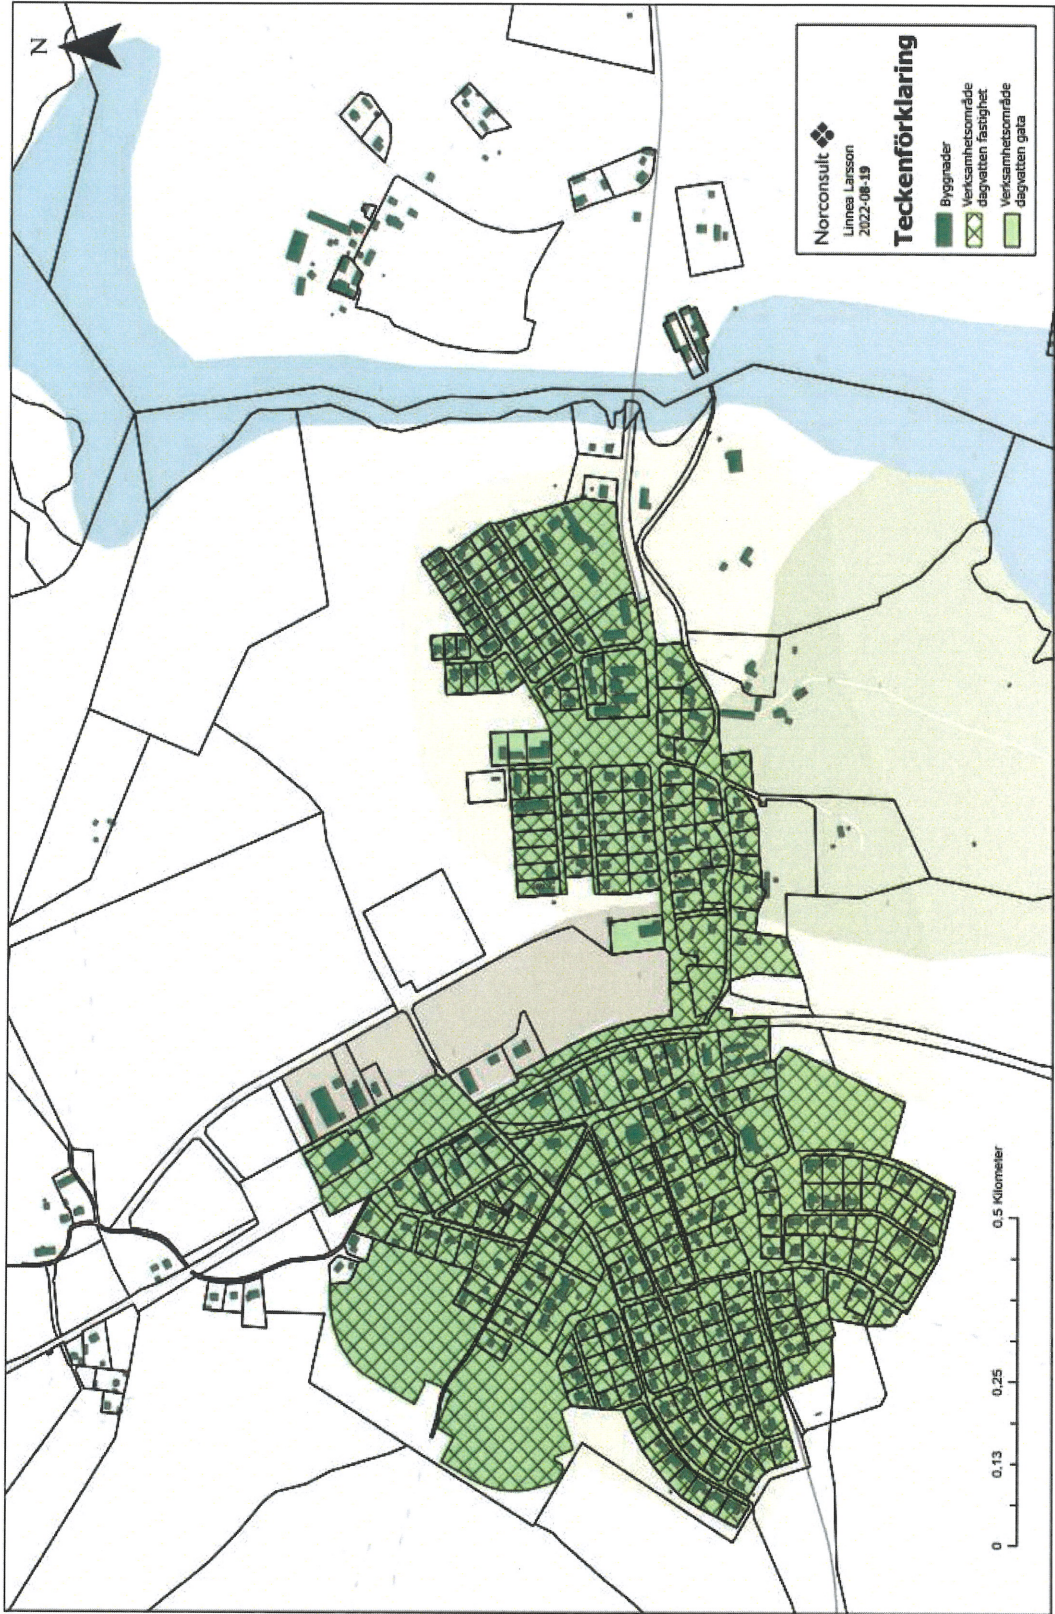 N
Norconsult
Linnea Larsson
2022-08-19
Teckenförklaring
Byggnader
Verksamhetsområde
dagvatten fastighet
Verksamhetsområde
dagvatten gata
0 0,13 0,25 0,5 Kilometer